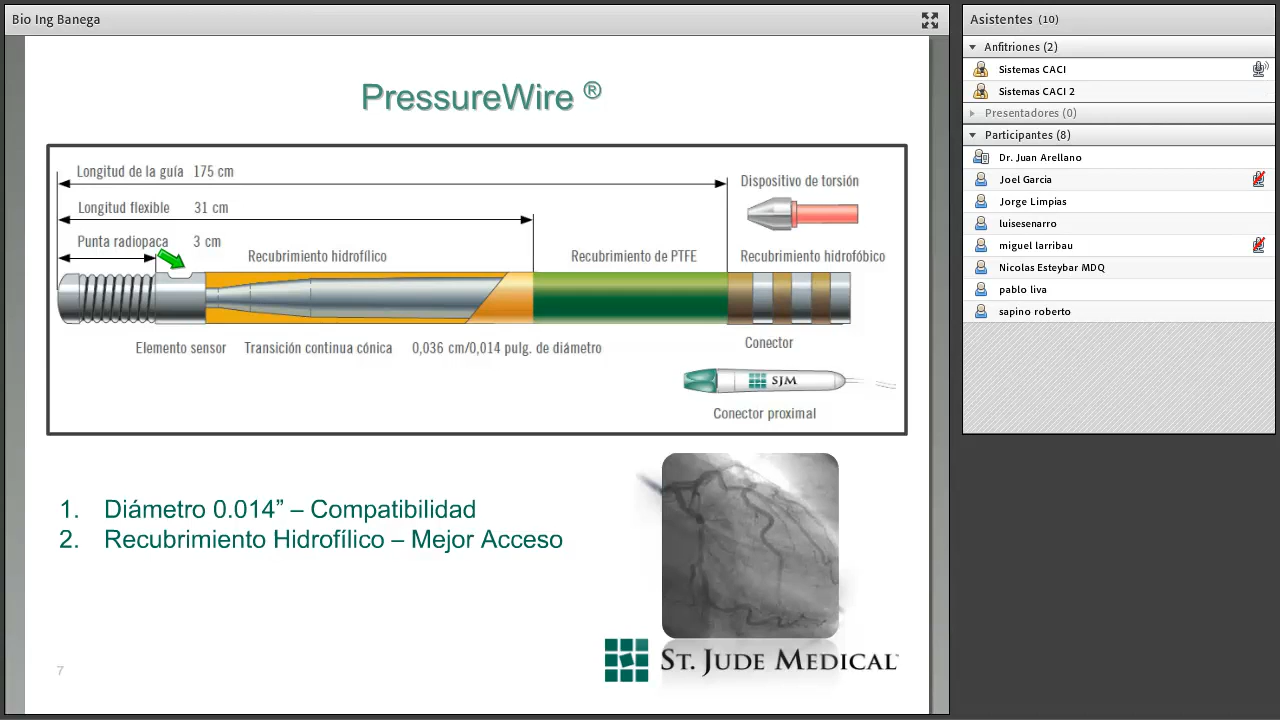 Bio Ing Banega
PressureWire ®
Longitud de la guía 175 cm
Longitud flexible 31 cm
Punta radiopaca 3 cm
Recubrimiento hidrofílico
Recubrimiento de PTFE
Dispositivo de torsión
Recubrimiento hidrofóbico
Elemento sensor
Transición continua cónica
0,036 cm/0,014 pulg. de diámetro
Conector
SJM
Conector proximal
1. Diámetro 0.014” – Compatibilidad
2. Recubrimiento Hidrofílico – Mejor Acceso
ST. JUDE MEDICAL™
7
Asistentes (10)
Anfitriones (2)
Sistemas CACI
Sistemas CACI 2
Presentadores (0)
Participantes (8)
Dr. Juan Arellano
Joel Garcia
Jorge Limpias
luisesenarro
miguel larribau
Nicolas Esteybar MDQ
pablo liva
sapino roberto